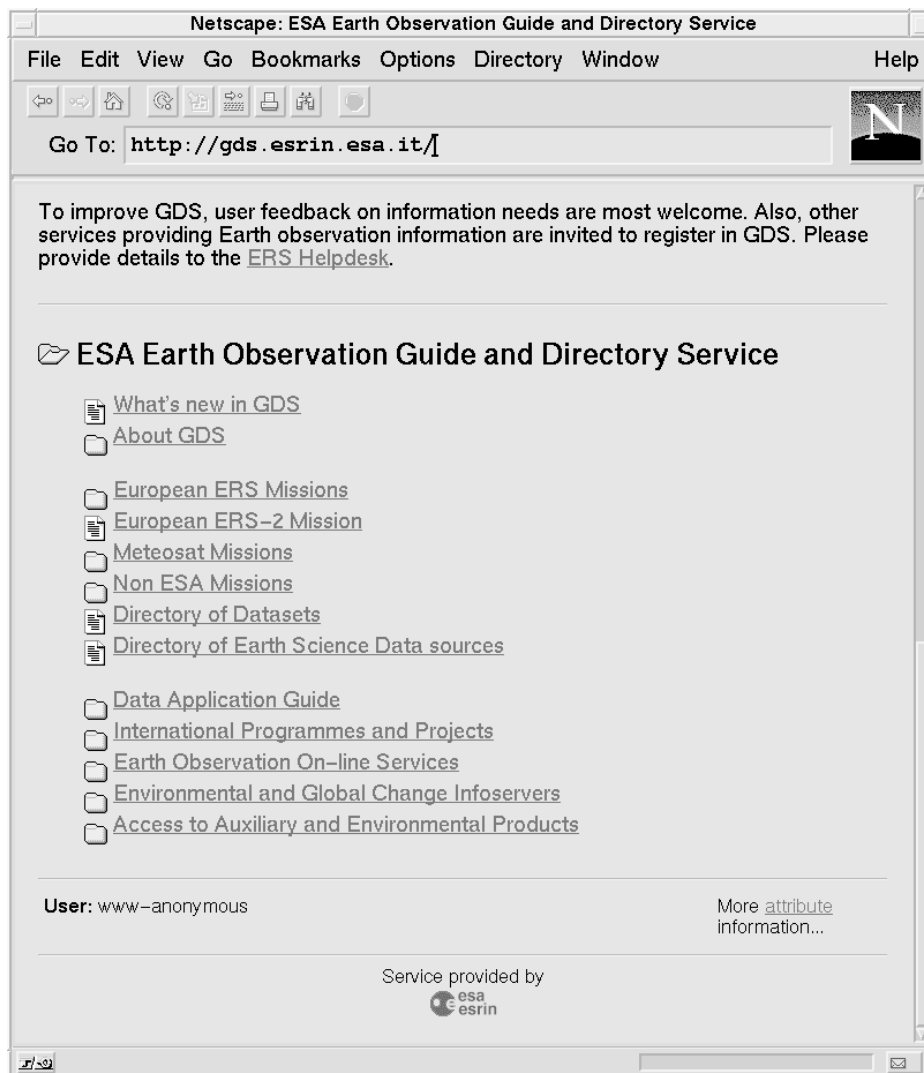 Netscape: ESA Earth Observation Guide and Directory Service
File Edit View Go Bookmarks Options Directory Window Help
Go To: http://gds.esrin.esa.it/
N
To improve GDS, user feedback on information needs are most welcome. Also, other
services providing Earth observation information are invited to register in GDS. Please
provide details to the ERS Helpdesk.
ESA Earth Observation Guide and Directory Service
What's new in GDS
About GDS
European ERS Missions
European ERS–2 Mission
Meteosat Missions
Non ESA Missions
Directory of Datasets
Directory of Earth Science Data sources
Data Application Guide
International Programmes and Projects
Earth Observation On–line Services
Environmental and Global Change Infoservers
Access to Auxiliary and Environmental Products
User: www–anonymous
More attribute
information...
Service provided by
esa
esrin